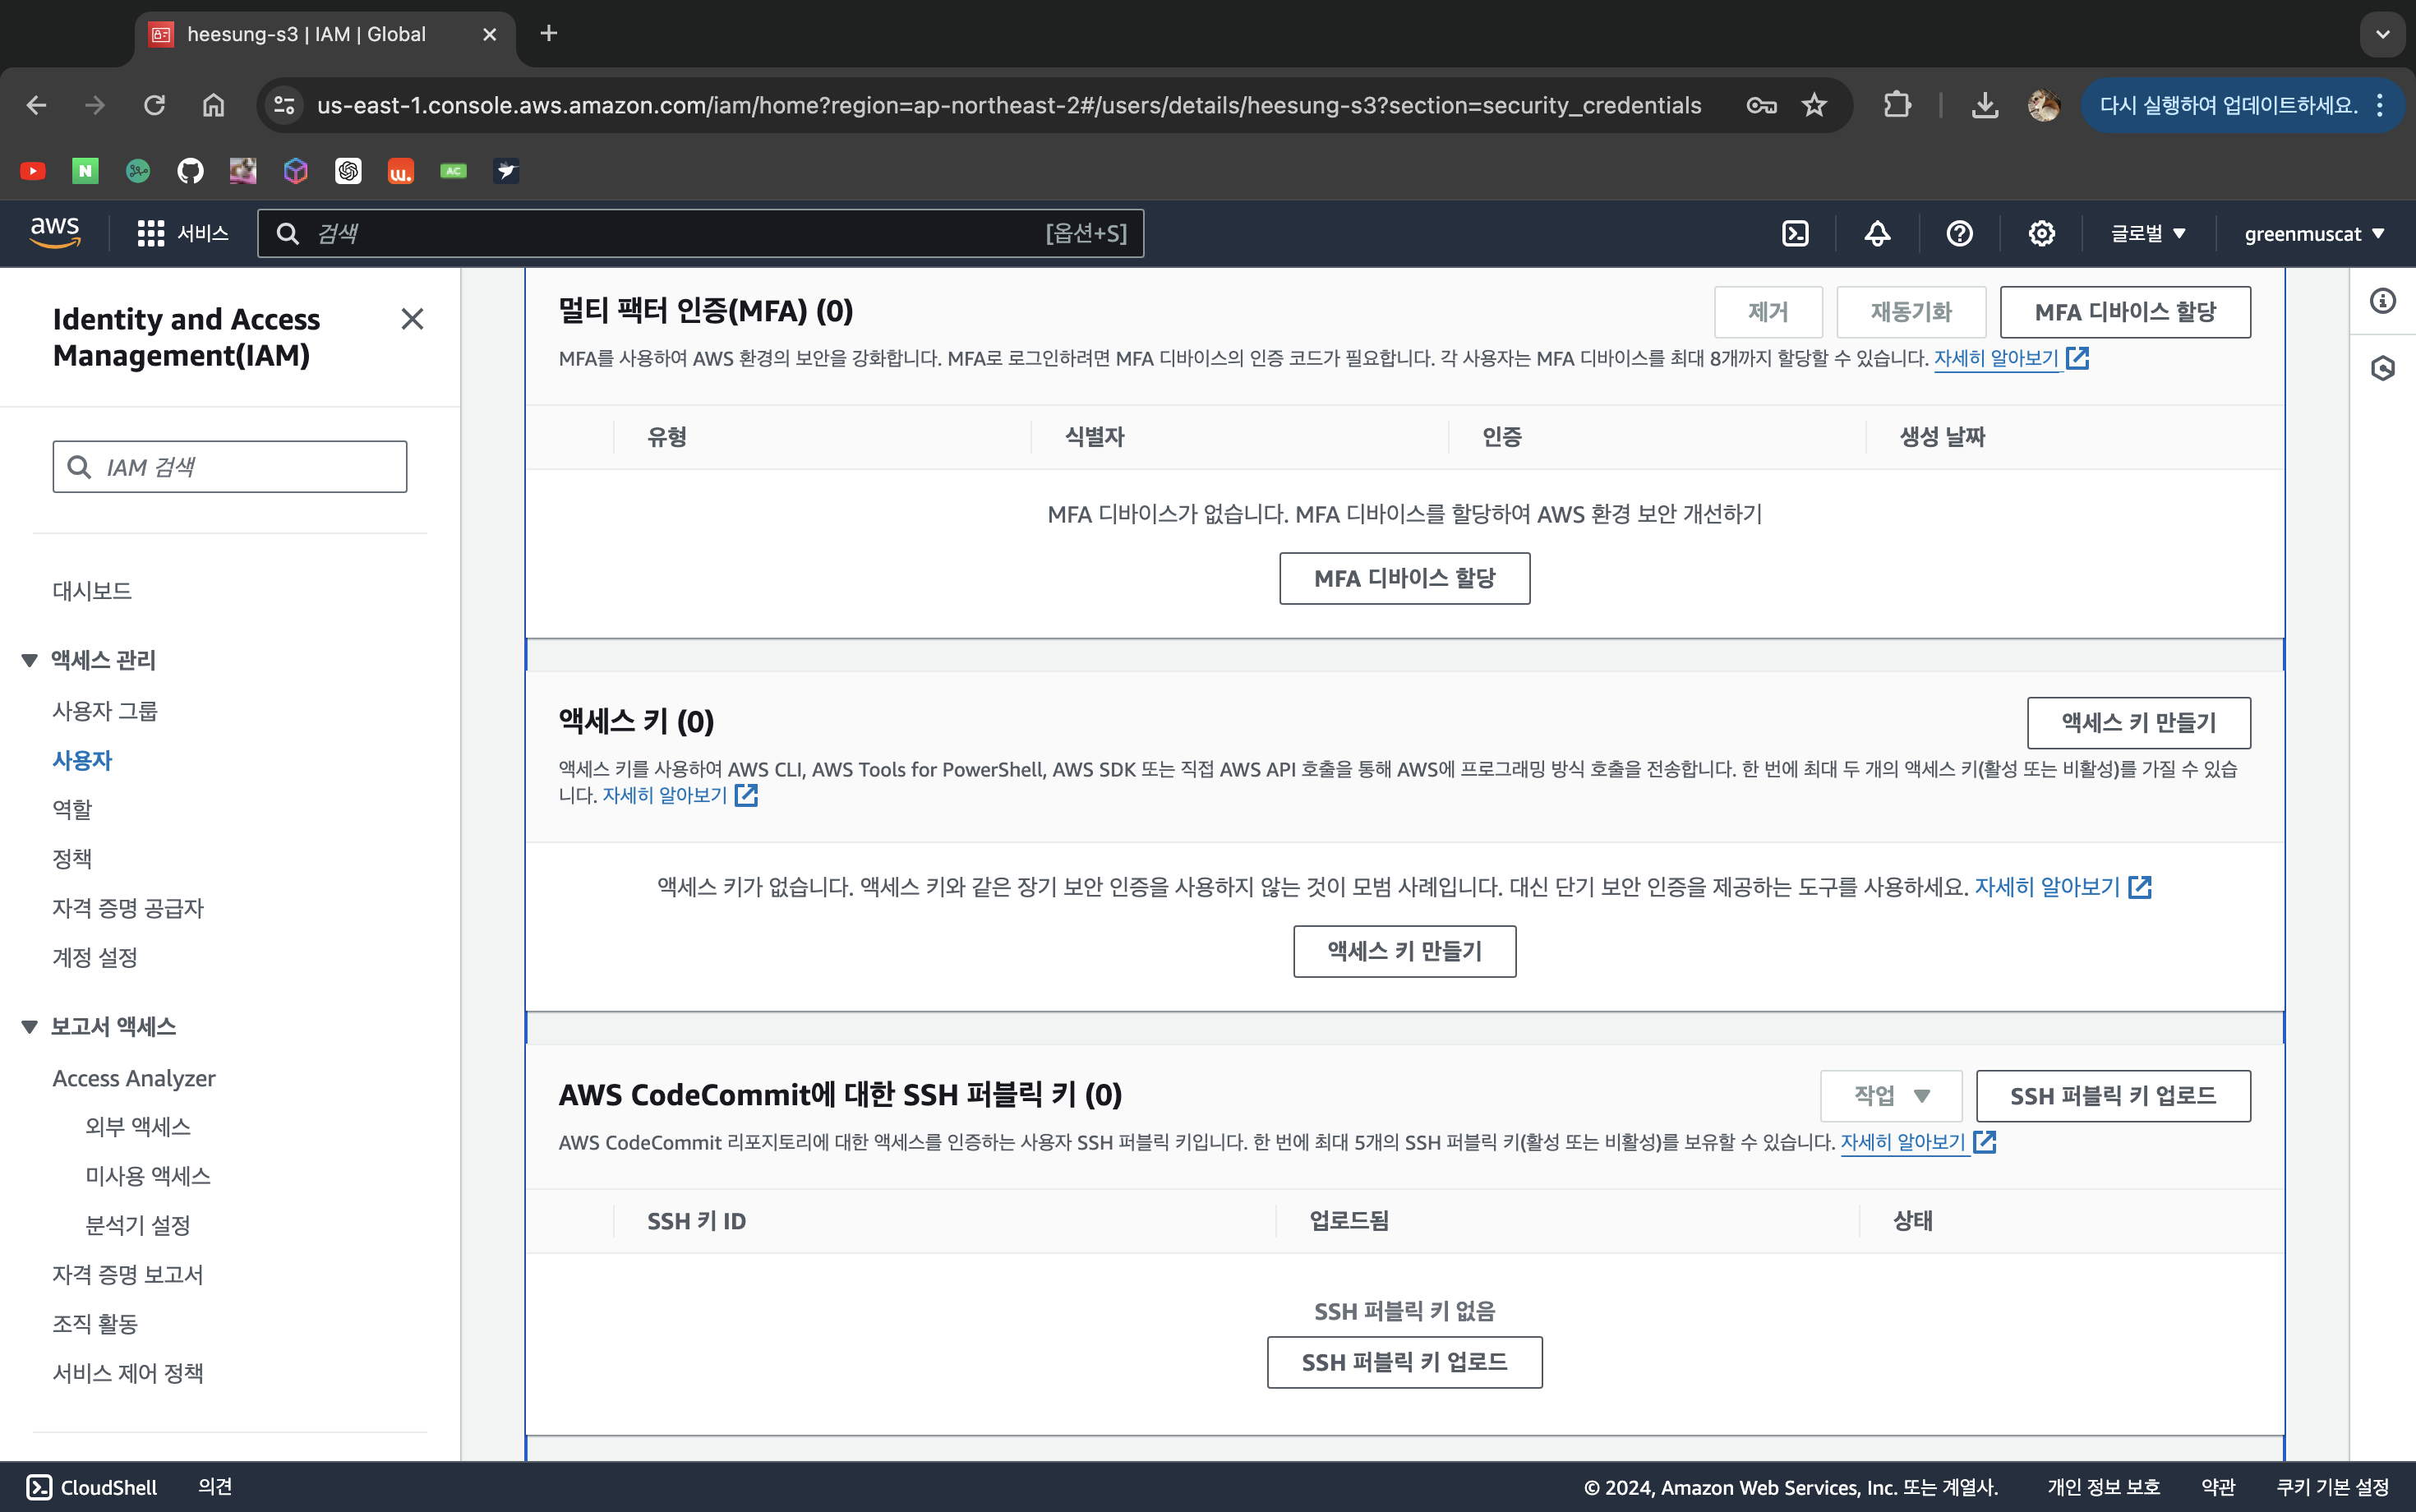 heesung-s3 | IAM | Global
us-east-1.console.aws.amazon.com/iam/home?region=ap-northeast-2#/users/details/heesung-s3?section=security_credentials
다시 실행하여 업데이트하세요.
N
w.
AC
aws
서비스
검색
[옵션+S]
글로벌
greenmuscat
Identity and Access
Management(IAM)
IAM 검색
대시보드
액세스 관리
사용자 그룹
사용자
역할
정책
자격 증명 공급자
계정 설정
보고서 액세스
Access Analyzer
외부 액세스
미사용 액세스
분석기 설정
자격 증명 보고서
조직 활동
서비스 제어 정책
멀티 팩터 인증(MFA) (0)
제거
재동기화
MFA 디바이스 할당
MFA를 사용하여 AWS 환경의 보안을 강화합니다. MFA로 로그인하려면 MFA 디바이스의 인증 코드가 필요합니다. 각 사용자는 MFA 디바이스를 최대 8개까지 할당할 수 있습니다. 자세히 알아보기
유형
식별자
인증
생성 날짜
MFA 디바이스가 없습니다. MFA 디바이스를 할당하여 AWS 환경 보안 개선하기
MFA 디바이스 할당
액세스 키 (0)
액세스 키 만들기
액세스 키를 사용하여 AWS CLI, AWS Tools for PowerShell, AWS SDK 또는 직접 AWS API 호출을 통해 AWS에 프로그래밍 방식 호출을 전송합니다. 한 번에 최대 두 개의 액세스 키(활성 또는 비활성)를 가질 수 있습
니다. 자세히 알아보기
액세스 키가 없습니다. 액세스 키와 같은 장기 보안 인증을 사용하지 않는 것이 모범 사례입니다. 대신 단기 보안 인증을 제공하는 도구를 사용하세요. 자세히 알아보기
액세스 키 만들기
AWS CodeCommit에 대한 SSH 퍼블릭 키 (0)
작업
SSH 퍼블릭 키 업로드
AWS CodeCommit 리포지토리에 대한 액세스를 인증하는 사용자 SSH 퍼블릭 키입니다. 한 번에 최대 5개의 SSH 퍼블릭 키(활성 또는 비활성)를 보유할 수 있습니다. 자세히 알아보기
SSH 키 ID
업로드됨
상태
SSH 퍼블릭 키 없음
SSH 퍼블릭 키 업로드
CloudShell
의견
© 2024, Amazon Web Services, Inc. 또는 계열사.
개인 정보 보호
약관
쿠키 기본 설정